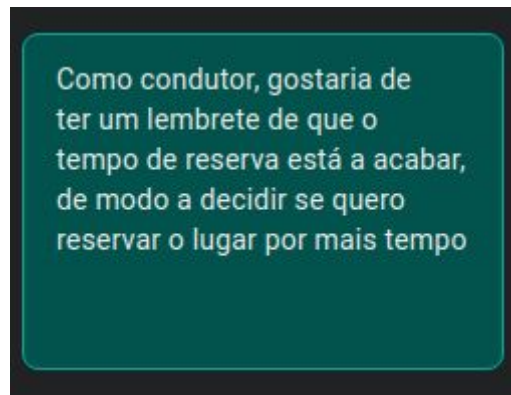 Como condutor, gostaria de
ter um lembrete de que o
tempo de reserva está a acabar,
de modo a decidir se quero
reservar o lugar por mais tempo